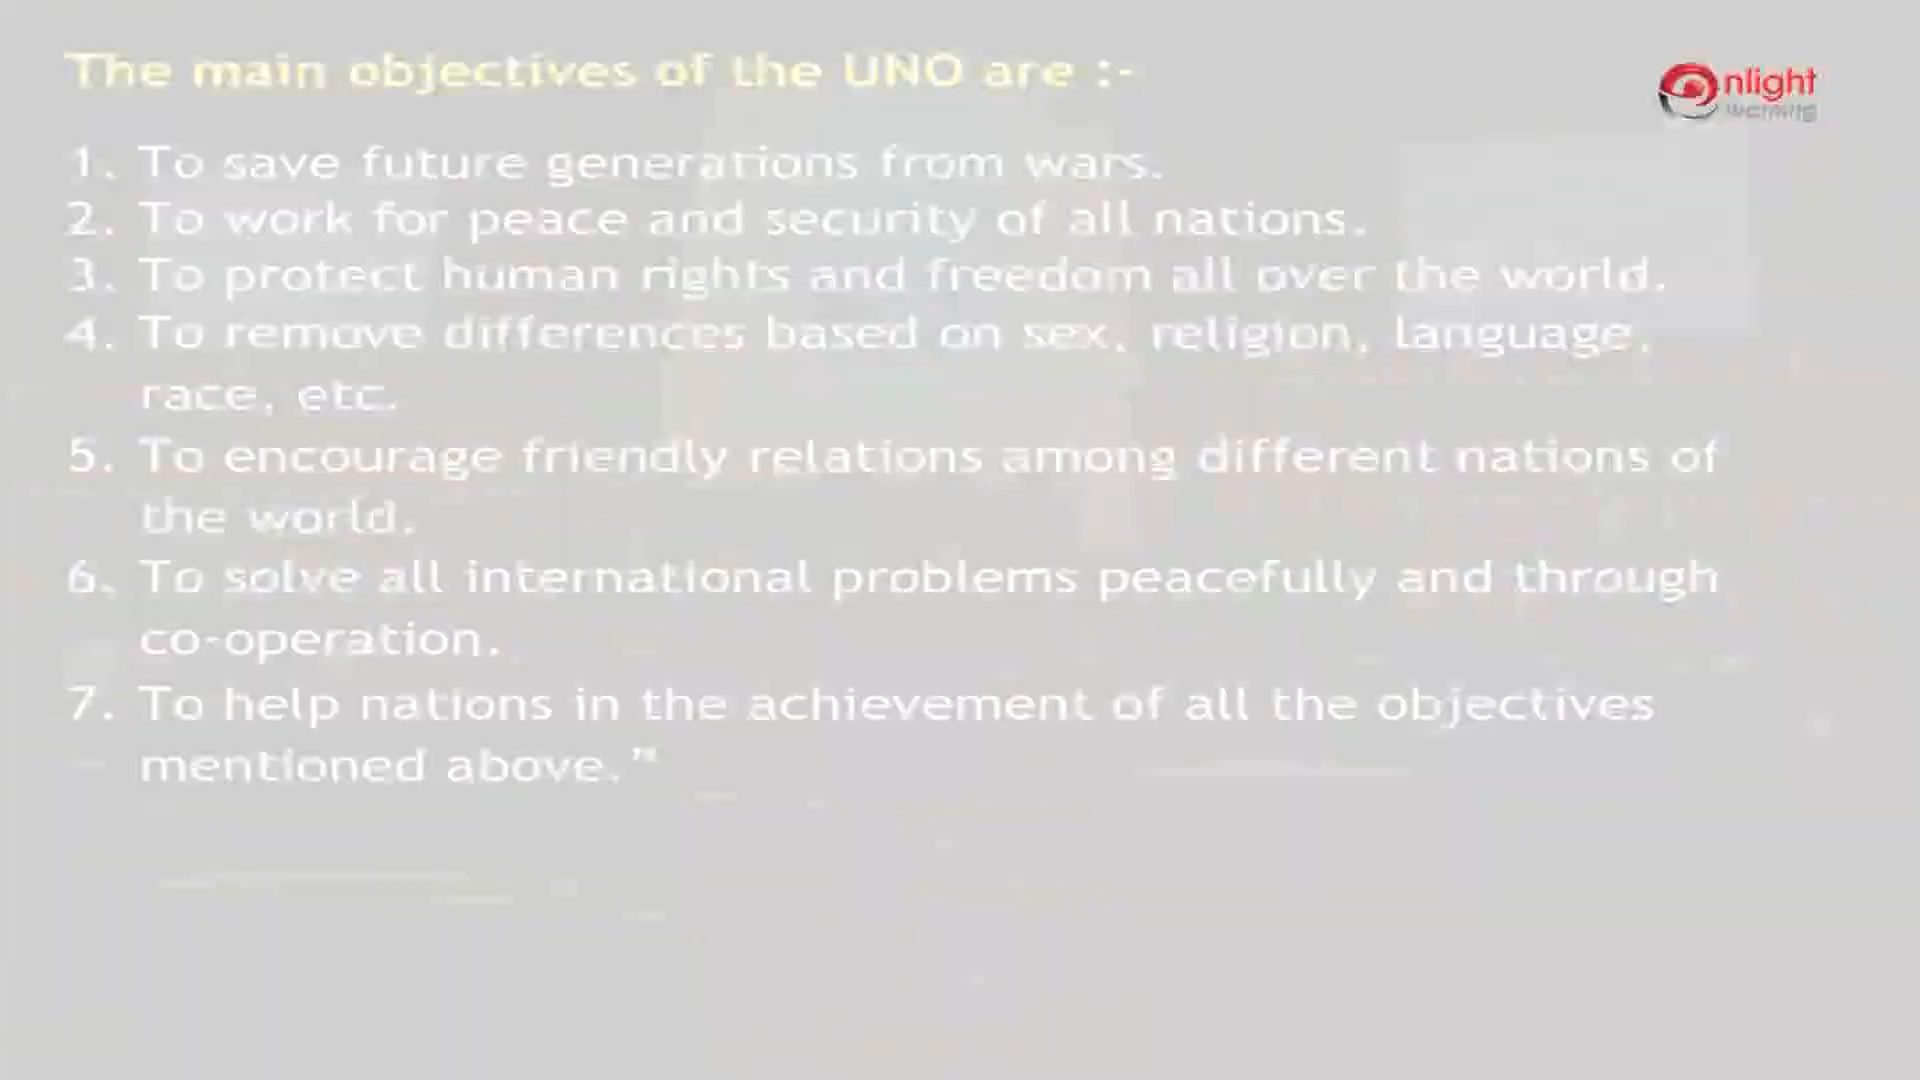 The main objectives of the UNO are :-
nlight
1. To save future generations from wars.
2. To work for peace and security of all nations.
3. To protect human rights and freedom all over the world.
4. To remove differences based on sex, religion, language,
race, etc.
5. To encourage friendly relations among different nations of
the world.
6. To solve all international problems peacefully and through
co-operation.
7. To help nations in the achievement of all the objectives
mentioned above.”